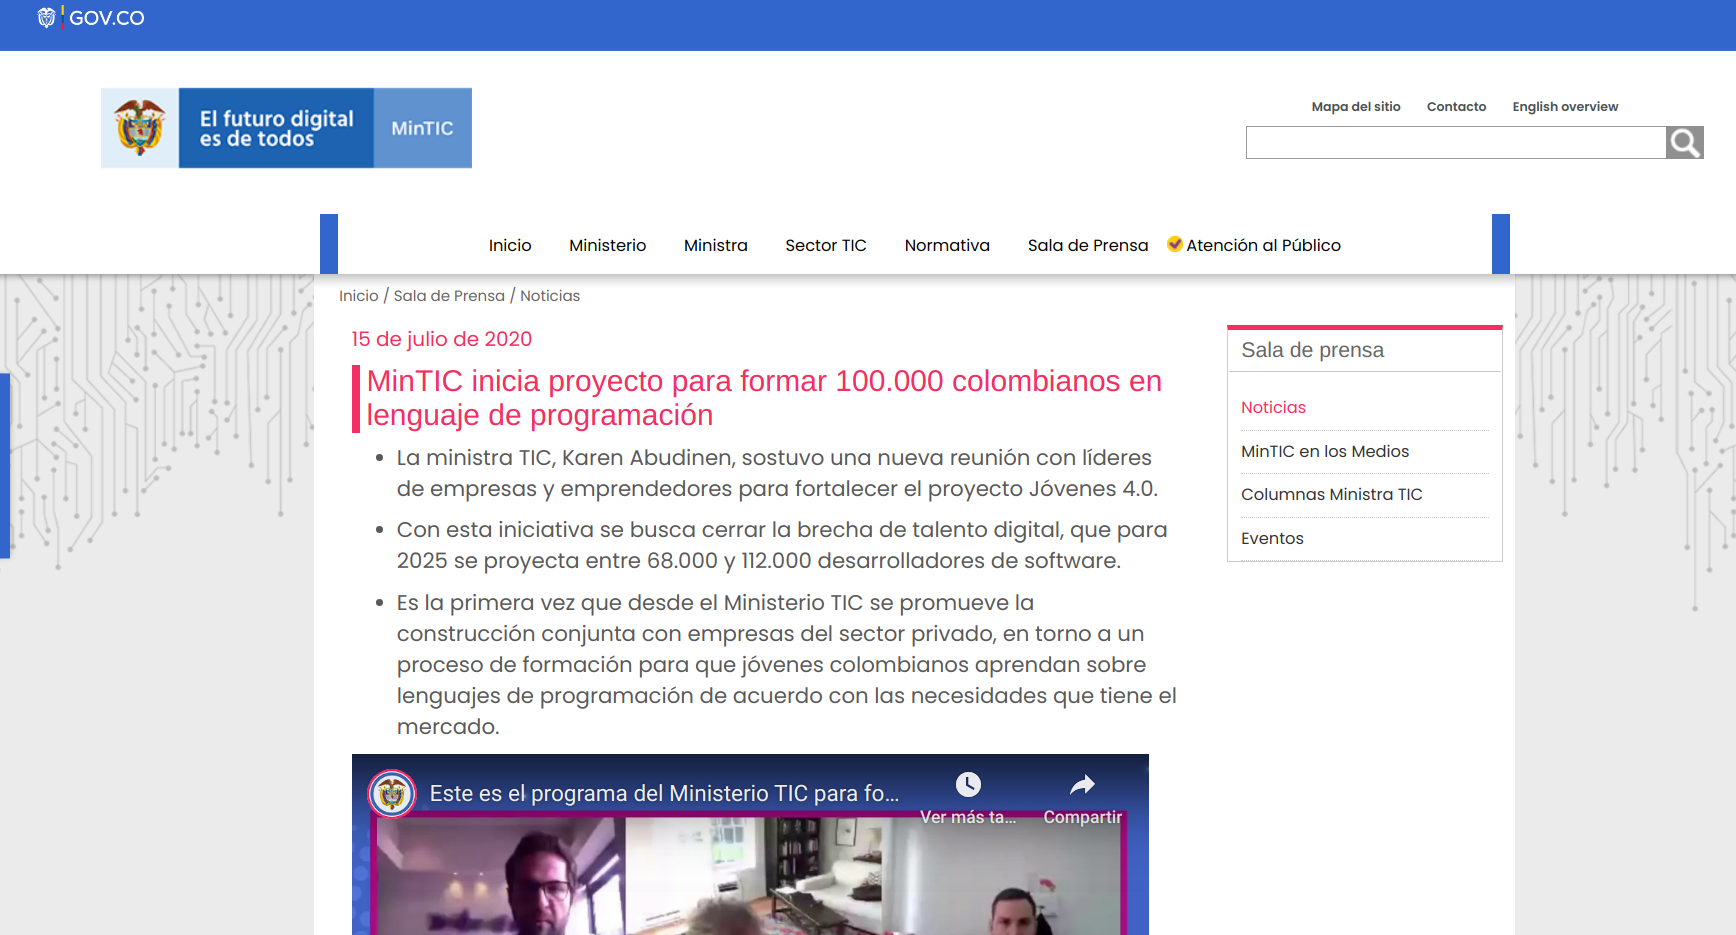 GOV.CO
El futuro digital
es de todos
MinTIC
Mapa del sitio
Contacto
English overview
Inicio
Ministerio
Ministra
Sector TIC
Normativa
Sala de Prensa
Atención al Público
Inicio / Sala de Prensa / Noticias
15 de julio de 2020
MinTIC inicia proyecto para formar 100.000 colombianos en
lenguaje de programación
La ministra TIC, Karen Abudinen, sostuvo una nueva reunión con líderes
de empresas y emprendedores para fortalecer el proyecto Jóvenes 4.0.
Con esta iniciativa se busca cerrar la brecha de talento digital, que para
2025 se proyecta entre 68.000 y 112.000 desarrolladores de software.
Es la primera vez que desde el Ministerio TIC se promueve la
construcción conjunta con empresas del sector privado, en torno a un
proceso de formación para que jóvenes colombianos aprendan sobre
lenguajes de programación de acuerdo con las necesidades que tiene el
mercado.
Este es el programa del Ministerio TIC para fo...
Ver más ta...
Compartir
Sala de prensa
Noticias
MinTIC en los Medios
Columnas Ministra TIC
Eventos